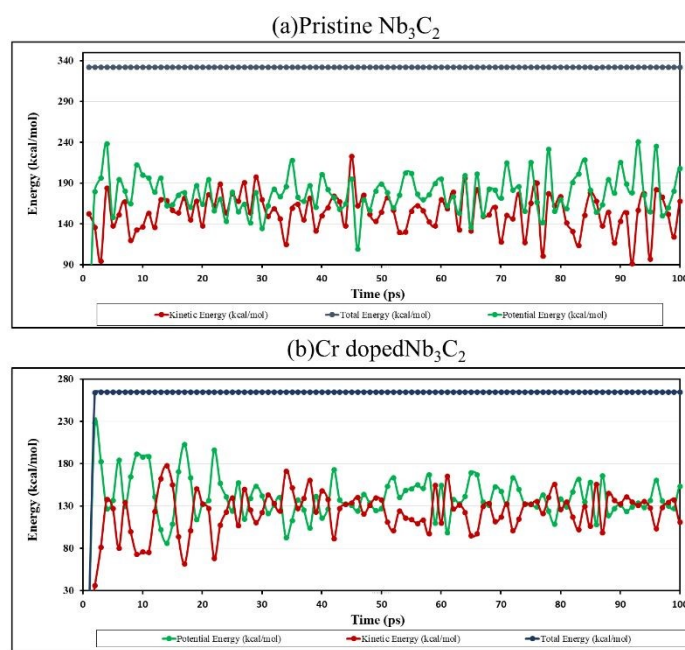 (a)Pristine Nb₃C₂
340
290
240
190
140
90
Energy (kcal/mol)
0 10 20 30 40 50 60 70 80 90 100
Time (ps)
Kinetic Energy (kcal/mol) Total Energy (kcal/mol) Potential Energy (kcal/mol)
(b)Cr dopedNb₃C₂
280
230
180
130
80
30
Energy (kcal/mol)
0 10 20 30 40 50 60 70 80 90 100
Time (ps)
Potential Energy (kcal/mol) Kinetic Energy (kcal/mol) Total Energy (kcal/mol)